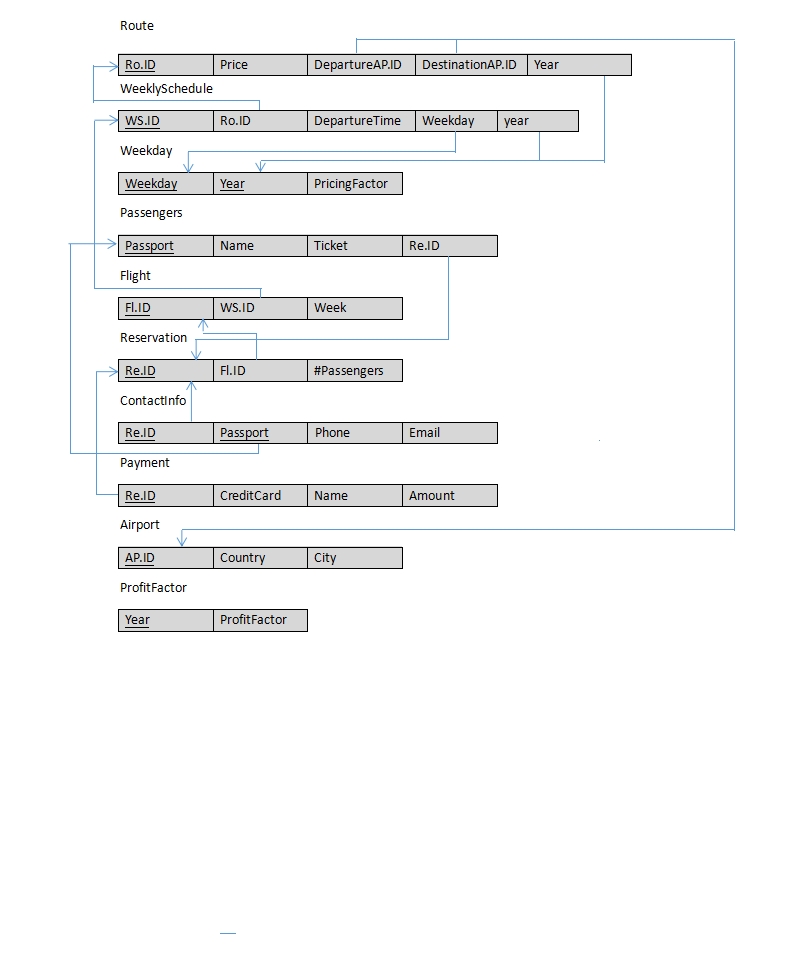 Route
Ro.ID Price DepartureAP.ID DestinationAP.ID Year
WeeklySchedule
WS.ID Ro.ID DepartureTime Weekday year
Weekday
Weekday Year PricingFactor
Passengers
Passport Name Ticket Re.ID
Flight
Fl.ID WS.ID Week
Reservation
Re.ID Fl.ID #Passengers
ContactInfo
Re.ID Passport Phone Email
Payment
Re.ID CreditCard Name Amount
Airport
AP.ID Country City
ProfitFactor
Year ProfitFactor